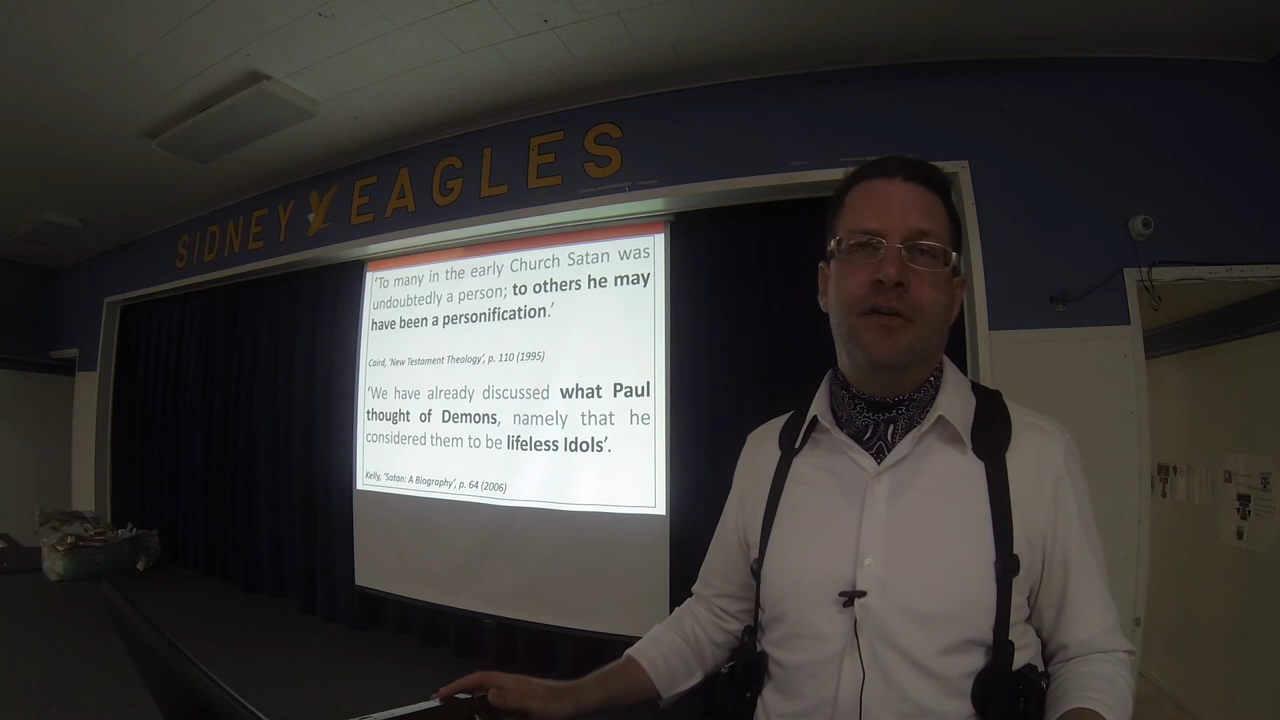 SIDNEY EAGLES
'To many in the early Church Satan was
undoubtedly a person; to others he may
have been a personification.'
Caird, 'New Testament Theology', p. 110 (1995)
'We have already discussed what Paul
thought of Demons, namely that he
considered them to be lifeless Idols'.
Kelly, 'Satan: A Biography', p. 64 (2006)